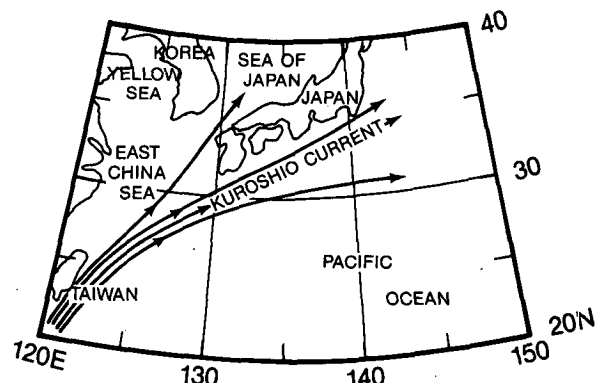 40
KOREA
SEA OF
JAPAN
YELLOW
SEA
JAPAN
EAST
CHINA
SEA
KUROSHIO CURRENT
30
PACIFIC
TAIWAN
OCEAN
20'N
120E
130
140
150